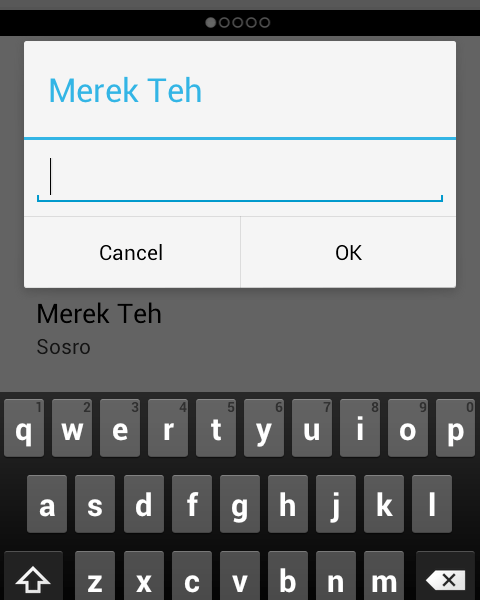 Merek Teh
Cancel OK
Merek Teh
Sosro
1 2 3 4 5 6 7 8 9 0
q w e r t y u i o p
a s d f g h j k l
z x c v b n m